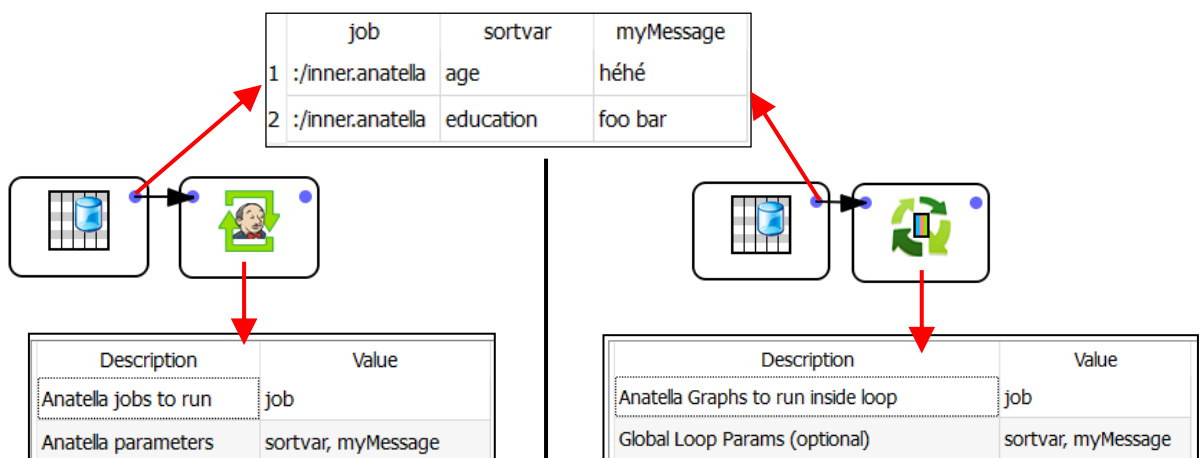 job sortvar myMessage
1 :/inner.anatella age héhé
2 :/inner.anatella education foo bar
Description Value
Anatella jobs to run job
Anatella parameters sortvar, myMessage
Description Value
Anatella Graphs to run inside loop job
Global Loop Params (optional) sortvar, myMessage